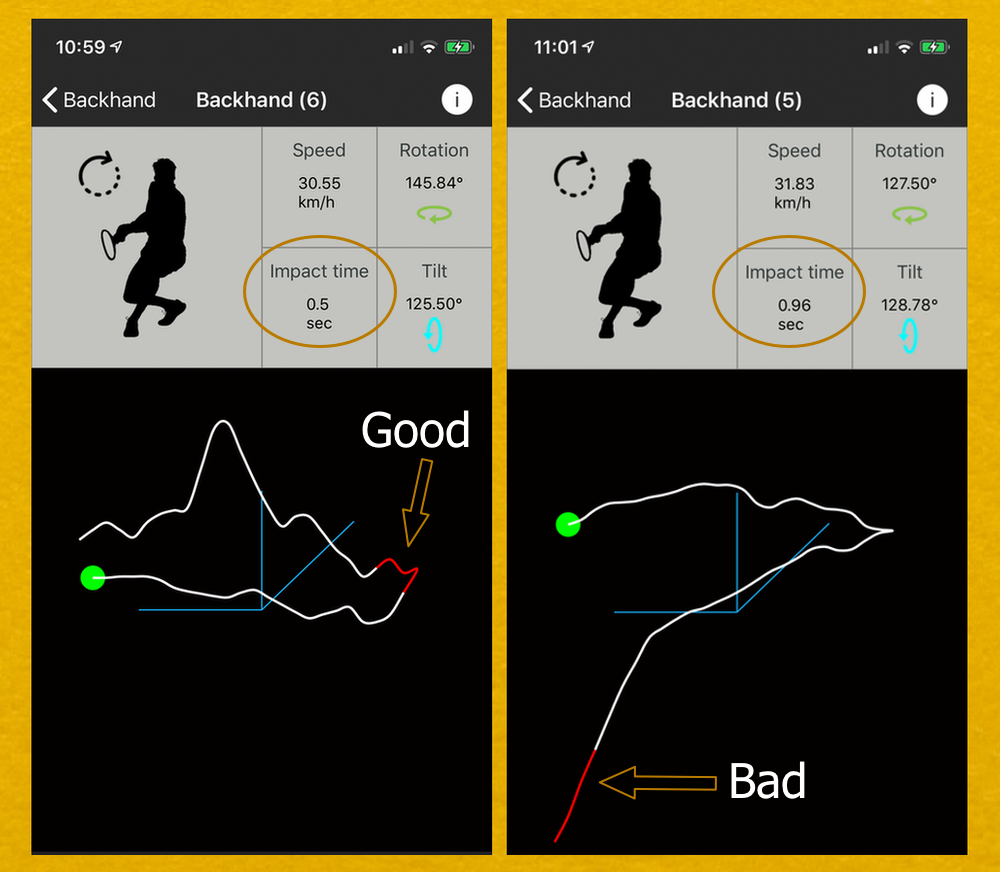 10:59
Backhand
Backhand (6)
i
Speed
30.55
km/h
Rotation
145.84°
Impact time
0.5
sec
Tilt
125.50°
Good
11:01
Backhand
Backhand (5)
i
Speed
31.83
km/h
Rotation
127.50°
Impact time
0.96
sec
Tilt
128.78°
Bad